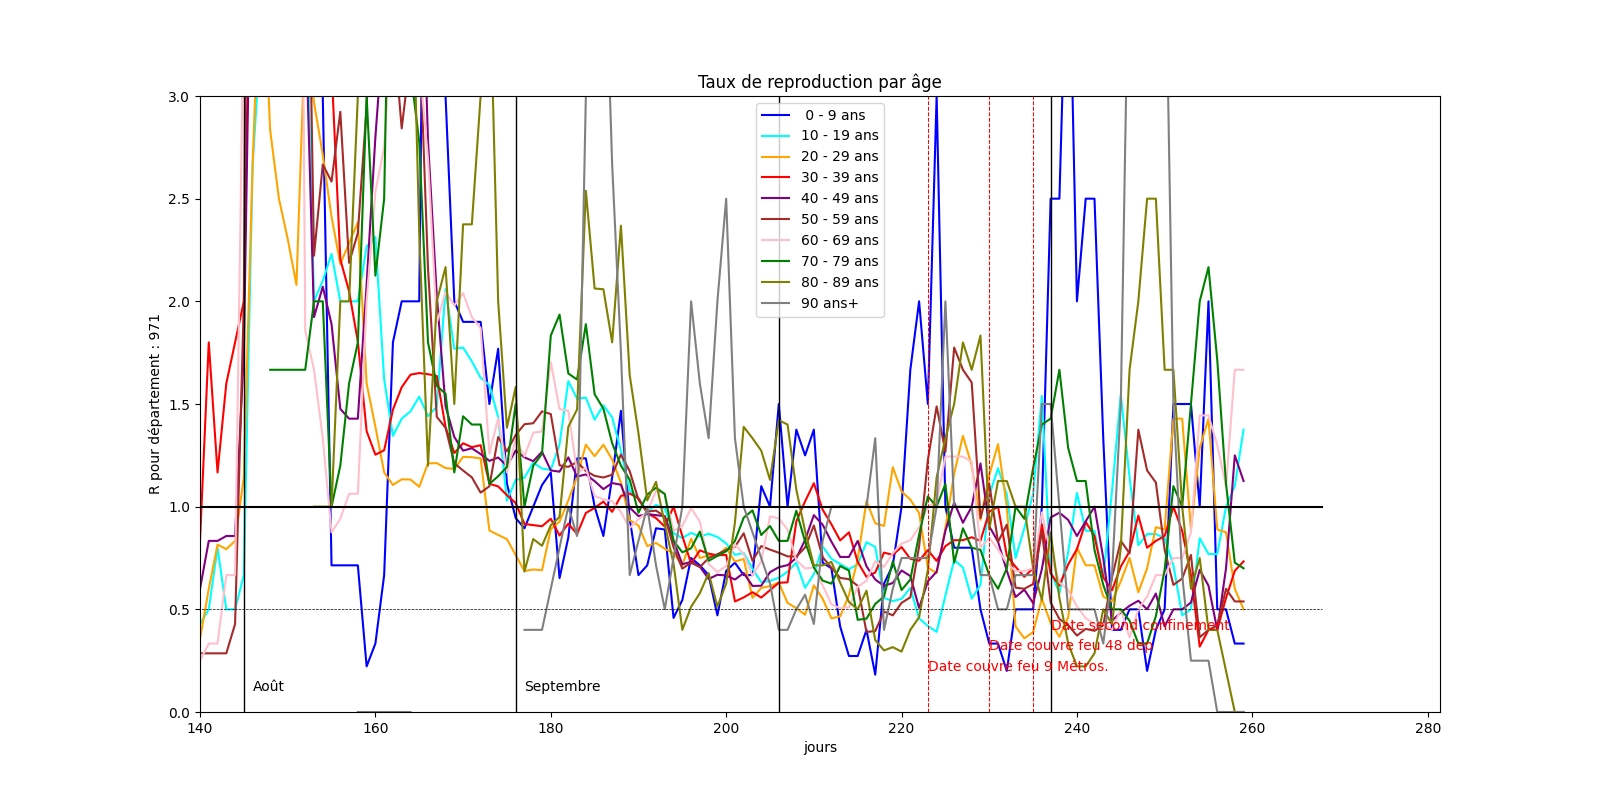 Taux de reproduction par âge
3.0
2.5
2.0
1.5
1.0
0.5
0.0
R pour département : 971
0 - 9 ans
10 - 19 ans
20 - 29 ans
30 - 39 ans
40 - 49 ans
50 - 59 ans
60 - 69 ans
70 - 79 ans
80 - 89 ans
90 ans+
Date second confinement
Date couvre feu 48 dep
Date couvre feu 9 Métros.
Août
Septembre
140 160 180 200 220 240 260 280
jours